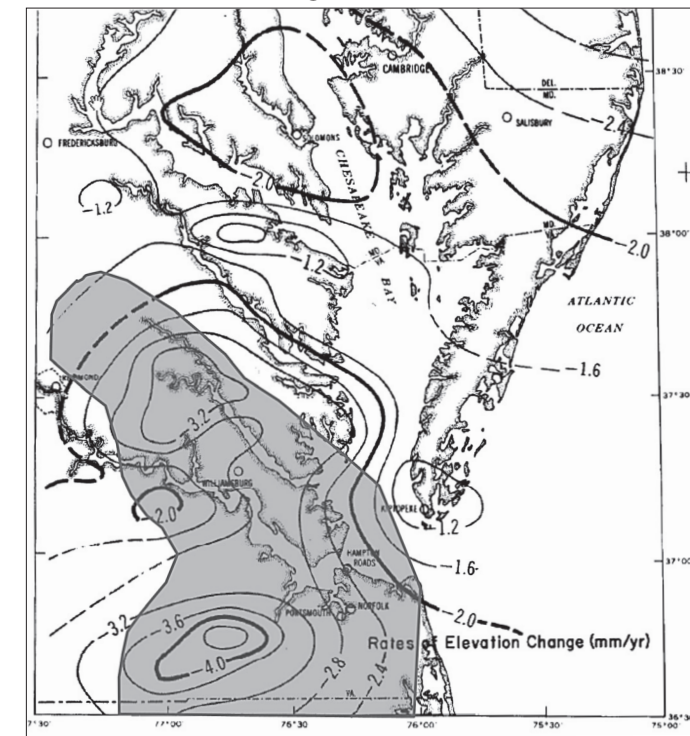 CAMBRIDGE
38°30'
DEL.
MD.
-2.4
SALISBURY
FREDERICKSBURG
-2.0
CHESAPEAKE
-1.2
MD.
38°00'
-2.0
-1.2
BAY
ATLANTIC
OCEAN
-1.6
37°30'
-3.2
WILLIAMSBURG
-2.0
KIPTOPEKE
-1.2
37°00'
HAMPTON
ROADS
-1.6-
-2.0
PORTSMOUTH
NORFOLK
-3.2
-3.6
Rates of Elevation Change (mm/yr)
-4.0
-2.8
-2.4
VA.
77°00'
76°30'
76°00'
75°30'
75°00'